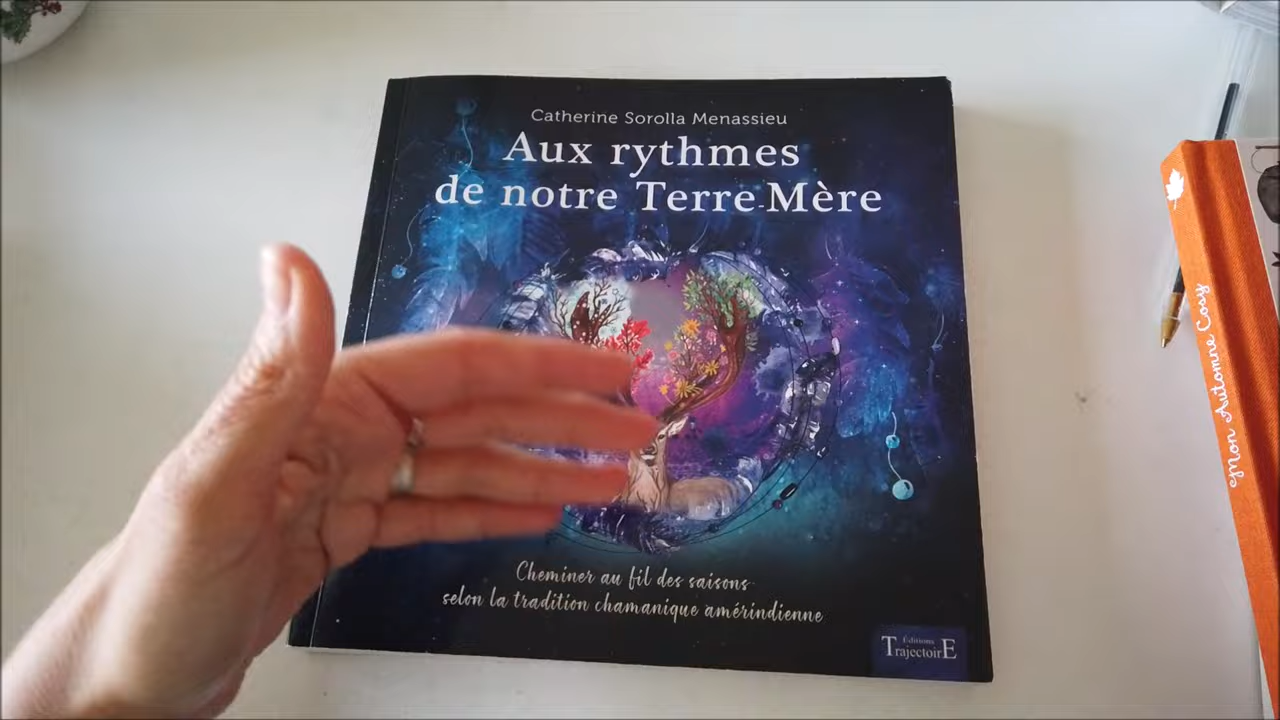 Catherine Sorolla Menassieu
Aux rythmes
de notre Terre-Mère
Cheminer au fil des saisons
selon la tradition chamanique amérindienne
Éditions
TrajectoirE
Mon Automne Cosy